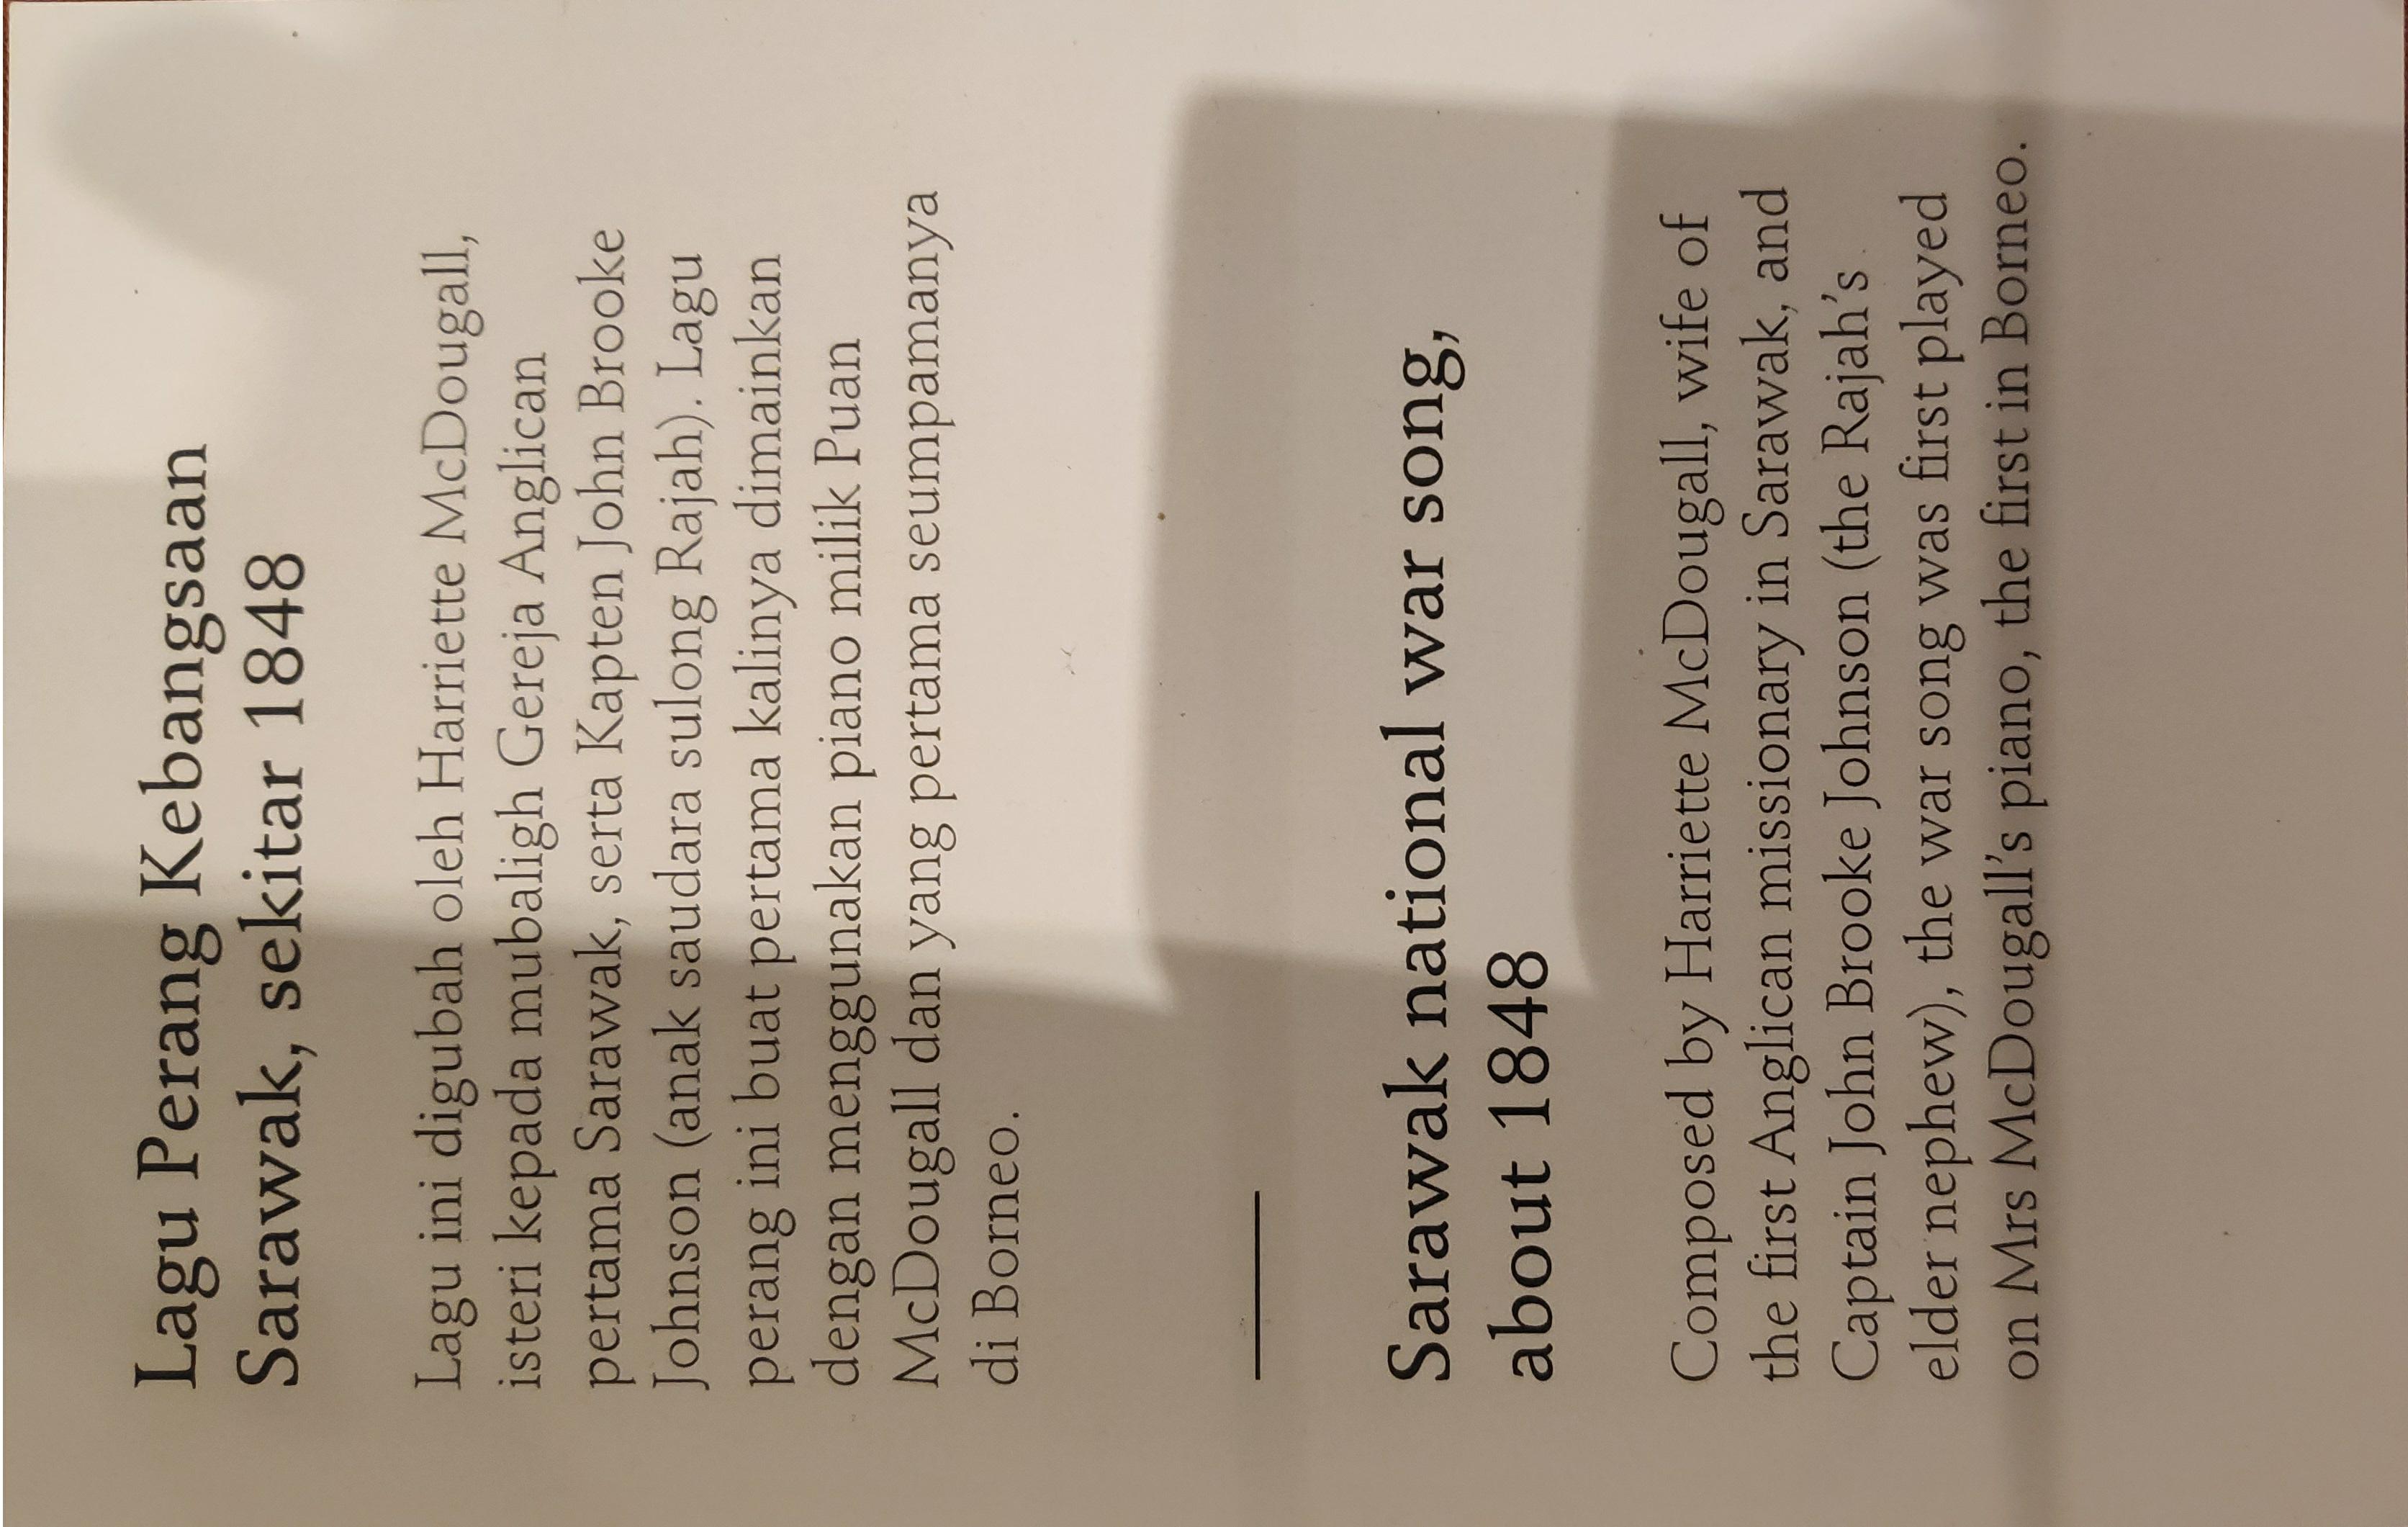 Lagu Perang Kebangsaan
Sarawak, sekitar 1848
Lagu ini digubah oleh Harriette McDougall,
isteri kepada mubaligh Gereja Anglican
pertama Sarawak, serta Kapten John Brooke
Johnson (anak saudara sulong Rajah). Lagu
perang ini buat pertama kalinya dimainkan
dengan menggunakan piano milik Puan
McDougall dan yang pertama seumpamanya
di Borneo.
Sarawak national war song,
about 1848
Composed by Harriette McDougall, wife of
the first Anglican missionary in Sarawak, and
Captain John Brooke Johnson (the Rajah's
elder nephew), the war song was first played
on Mrs McDougall's piano, the first in Borneo.